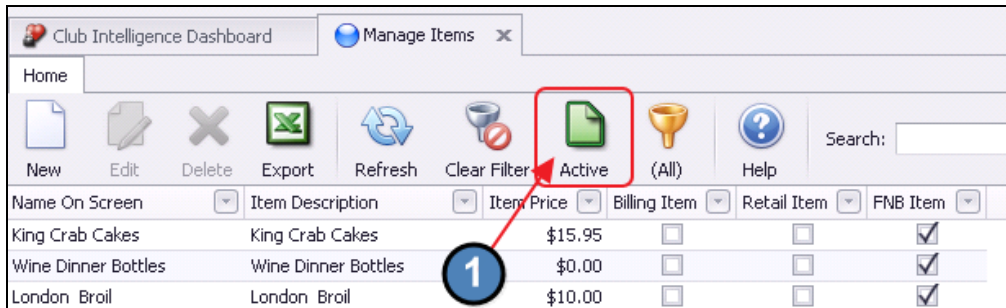 Club Intelligence Dashboard Manage Items x
Home
New Edit Delete Export Refresh Clear Filter Active (All) Help Search:
Name On Screen Item Description Item Price Billing Item Retail Item FNB Item
King Crab Cakes King Crab Cakes $15.95
Wine Dinner Bottles Wine Dinner Bottles $0.00
London Broil London Broil $10.00
1